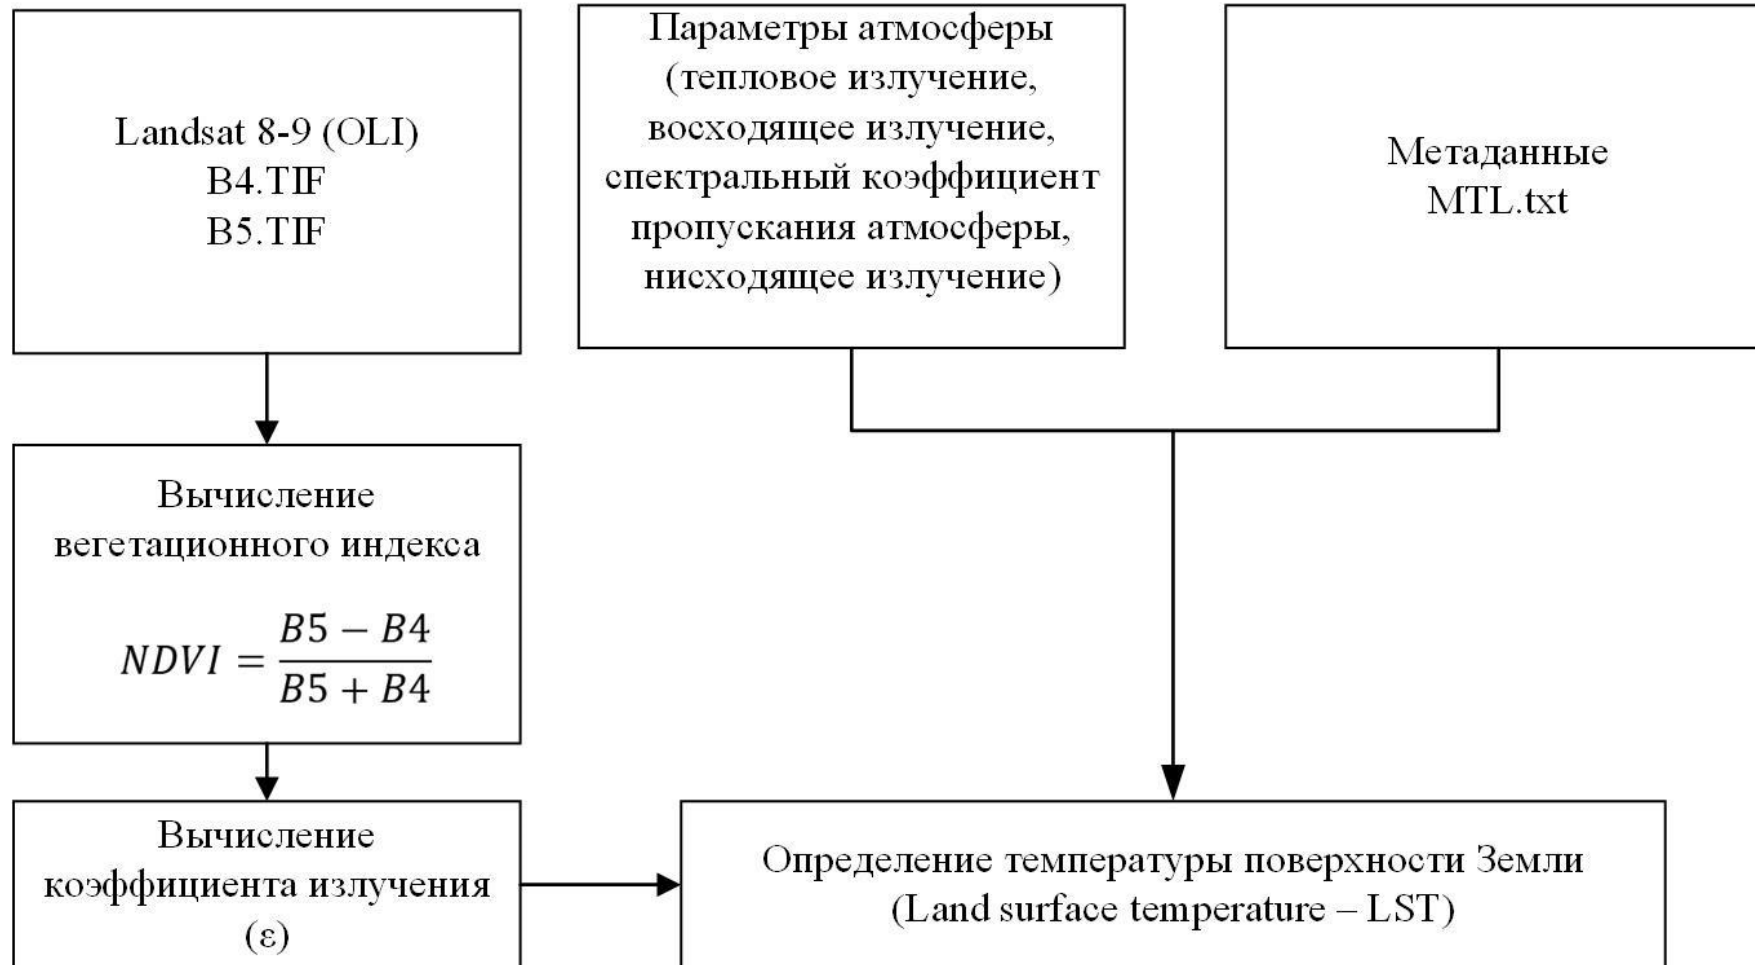 Landsat 8-9 (OLI)
B4.TIF
B5.TIF
Параметры атмосферы
(тепловое излучение,
восходящее излучение,
спектральный коэффициент
пропускания атмосферы,
нисходящее излучение)
Метаданные
MTL.txt
Вычисление
вегетационного индекса
NDVI = (B5 − B4) / (B5 + B4)
Вычисление
коэффициента излучения
(ε)
Определение температуры поверхности Земли
(Land surface temperature – LST)